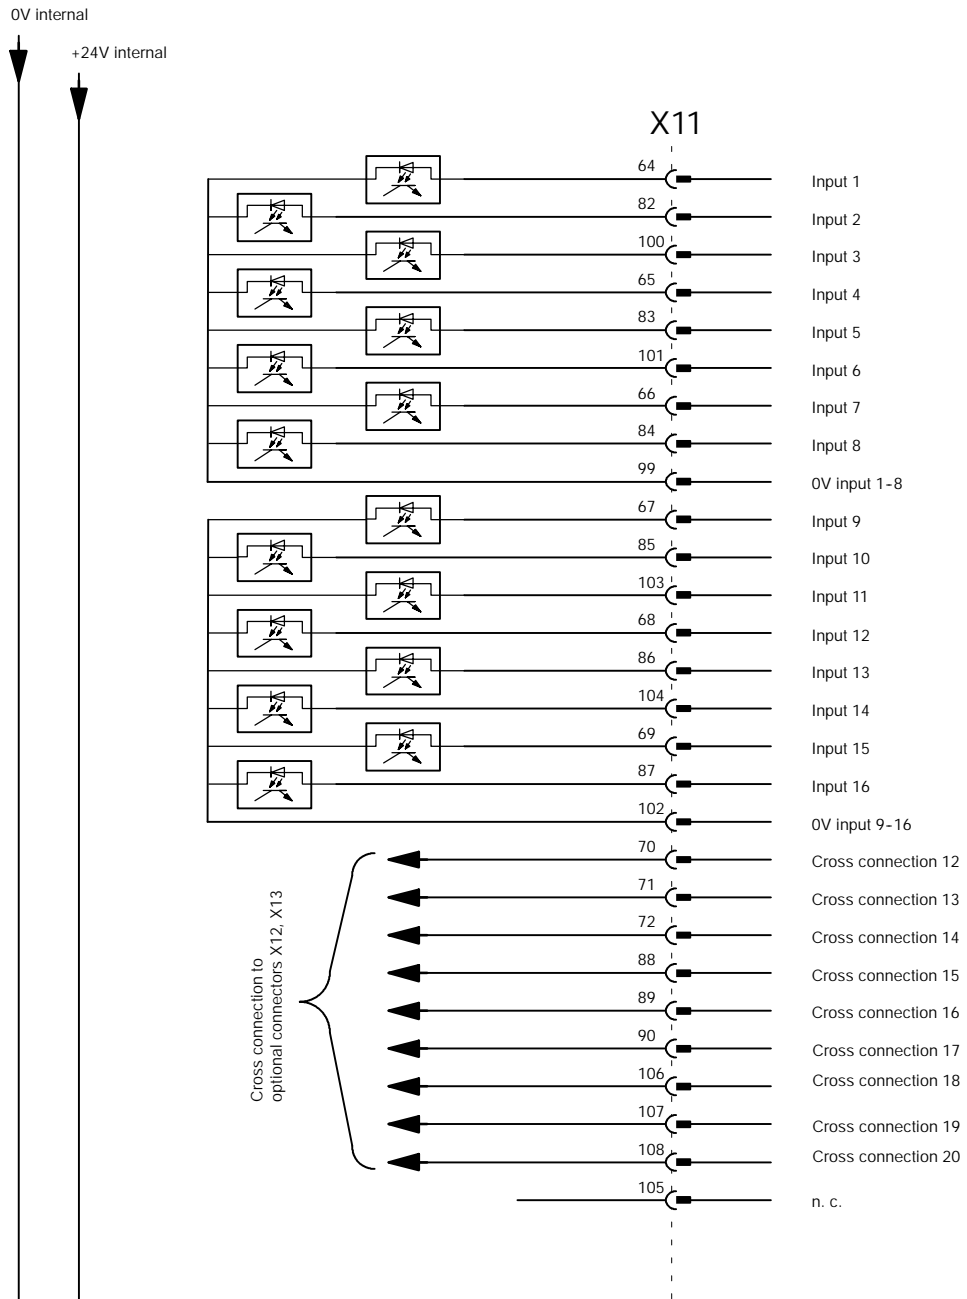 0V internal
+24V internal
X11
64 Input 1
82 Input 2
100 Input 3
65 Input 4
83 Input 5
101 Input 6
66 Input 7
84 Input 8
99 0V input 1-8
67 Input 9
85 Input 10
103 Input 11
68 Input 12
86 Input 13
104 Input 14
69 Input 15
87 Input 16
102 0V input 9-16
70 Cross connection 12
71 Cross connection 13
72 Cross connection 14
88 Cross connection 15
89 Cross connection 16
90 Cross connection 17
106 Cross connection 18
107 Cross connection 19
108 Cross connection 20
105 n. c.
Cross connection to
optional connectors X12, X13